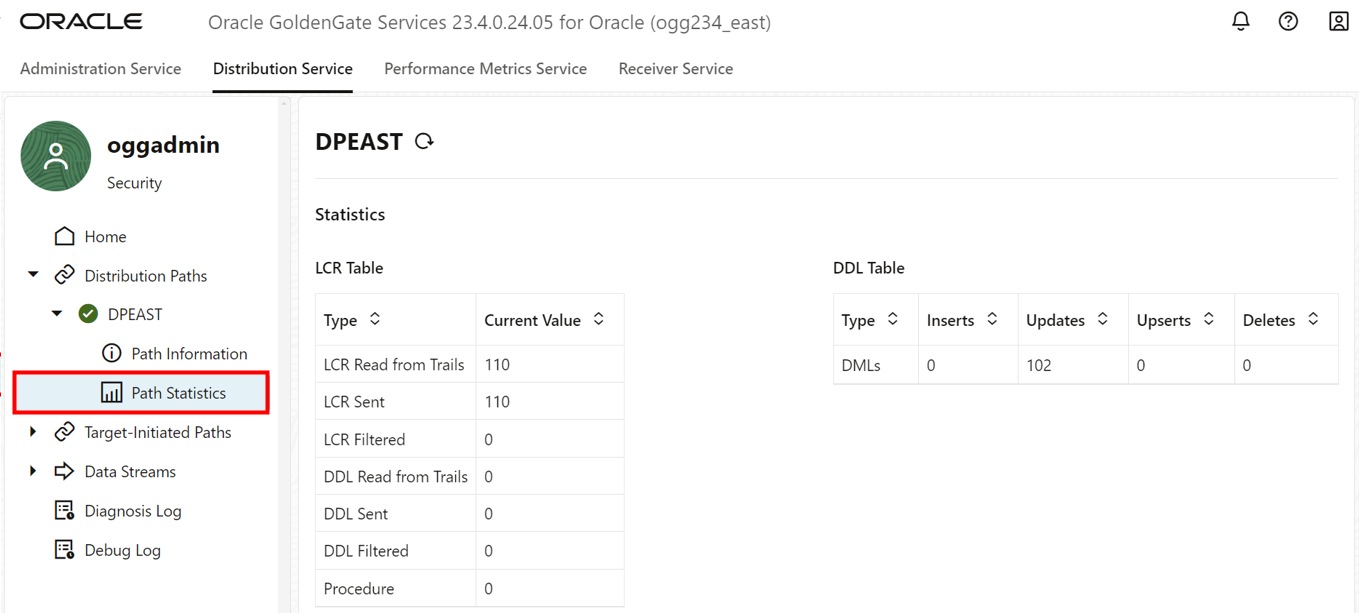 ORACLE Oracle GoldenGate Services 23.4.0.24.05 for Oracle (ogg234_east)
Administration Service Distribution Service Performance Metrics Service Receiver Service
oggadmin
Security
Home
Distribution Paths
DPEAST
Path Information
Path Statistics
Target-Initiated Paths
Data Streams
Diagnosis Log
Debug Log
DPEAST
Statistics
LCR Table
Type Current Value
LCR Read from Trails 110
LCR Sent 110
LCR Filtered 0
DDL Read from Trails 0
DDL Sent 0
DDL Filtered 0
Procedure 0
DDL Table
Type Inserts Updates Upserts Deletes
DMLs 0 102 0 0